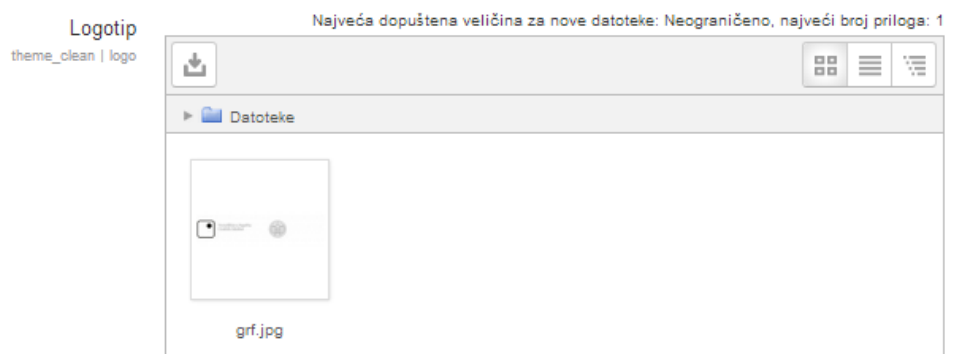 Logotip
theme_clean | logo
Najveća dopuštena veličina za nove datoteke: Neograničeno, najveći broj priloga: 1
Datoteke
grf.jpg